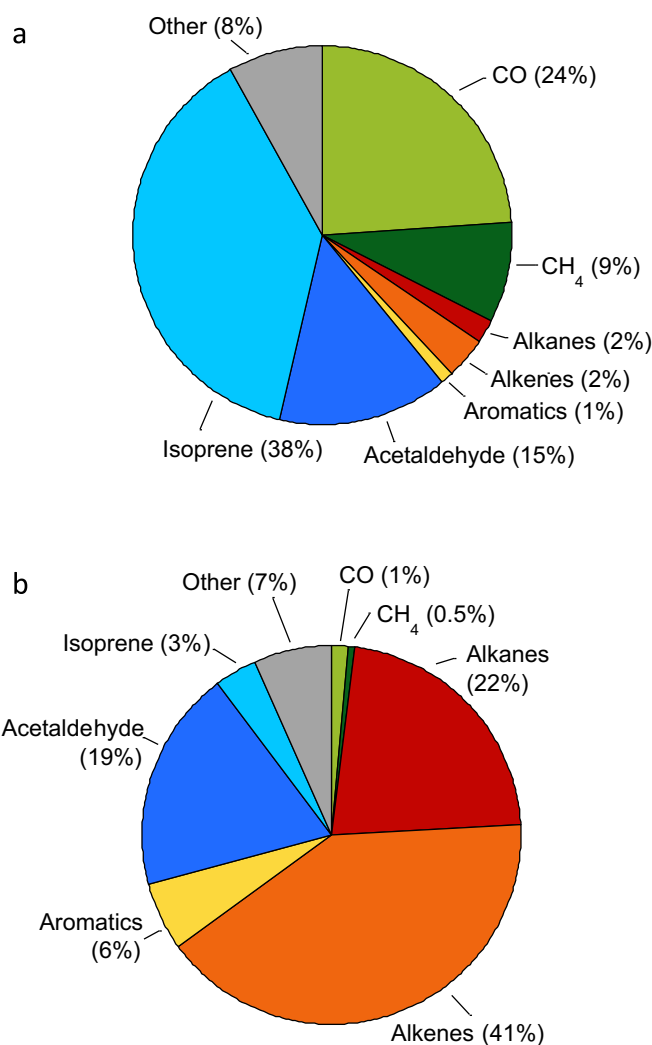 a
Other (8%)
CO (24%)
CH₄ (9%)
Alkanes (2%)
Alkenes (2%)
Aromatics (1%)
Acetaldehyde (15%)
Isoprene (38%)
b
Other (7%)
CO (1%)
CH₄ (0.5%)
Isoprene (3%)
Alkanes
(22%)
Acetaldehyde
(19%)
Aromatics
(6%)
Alkenes (41%)